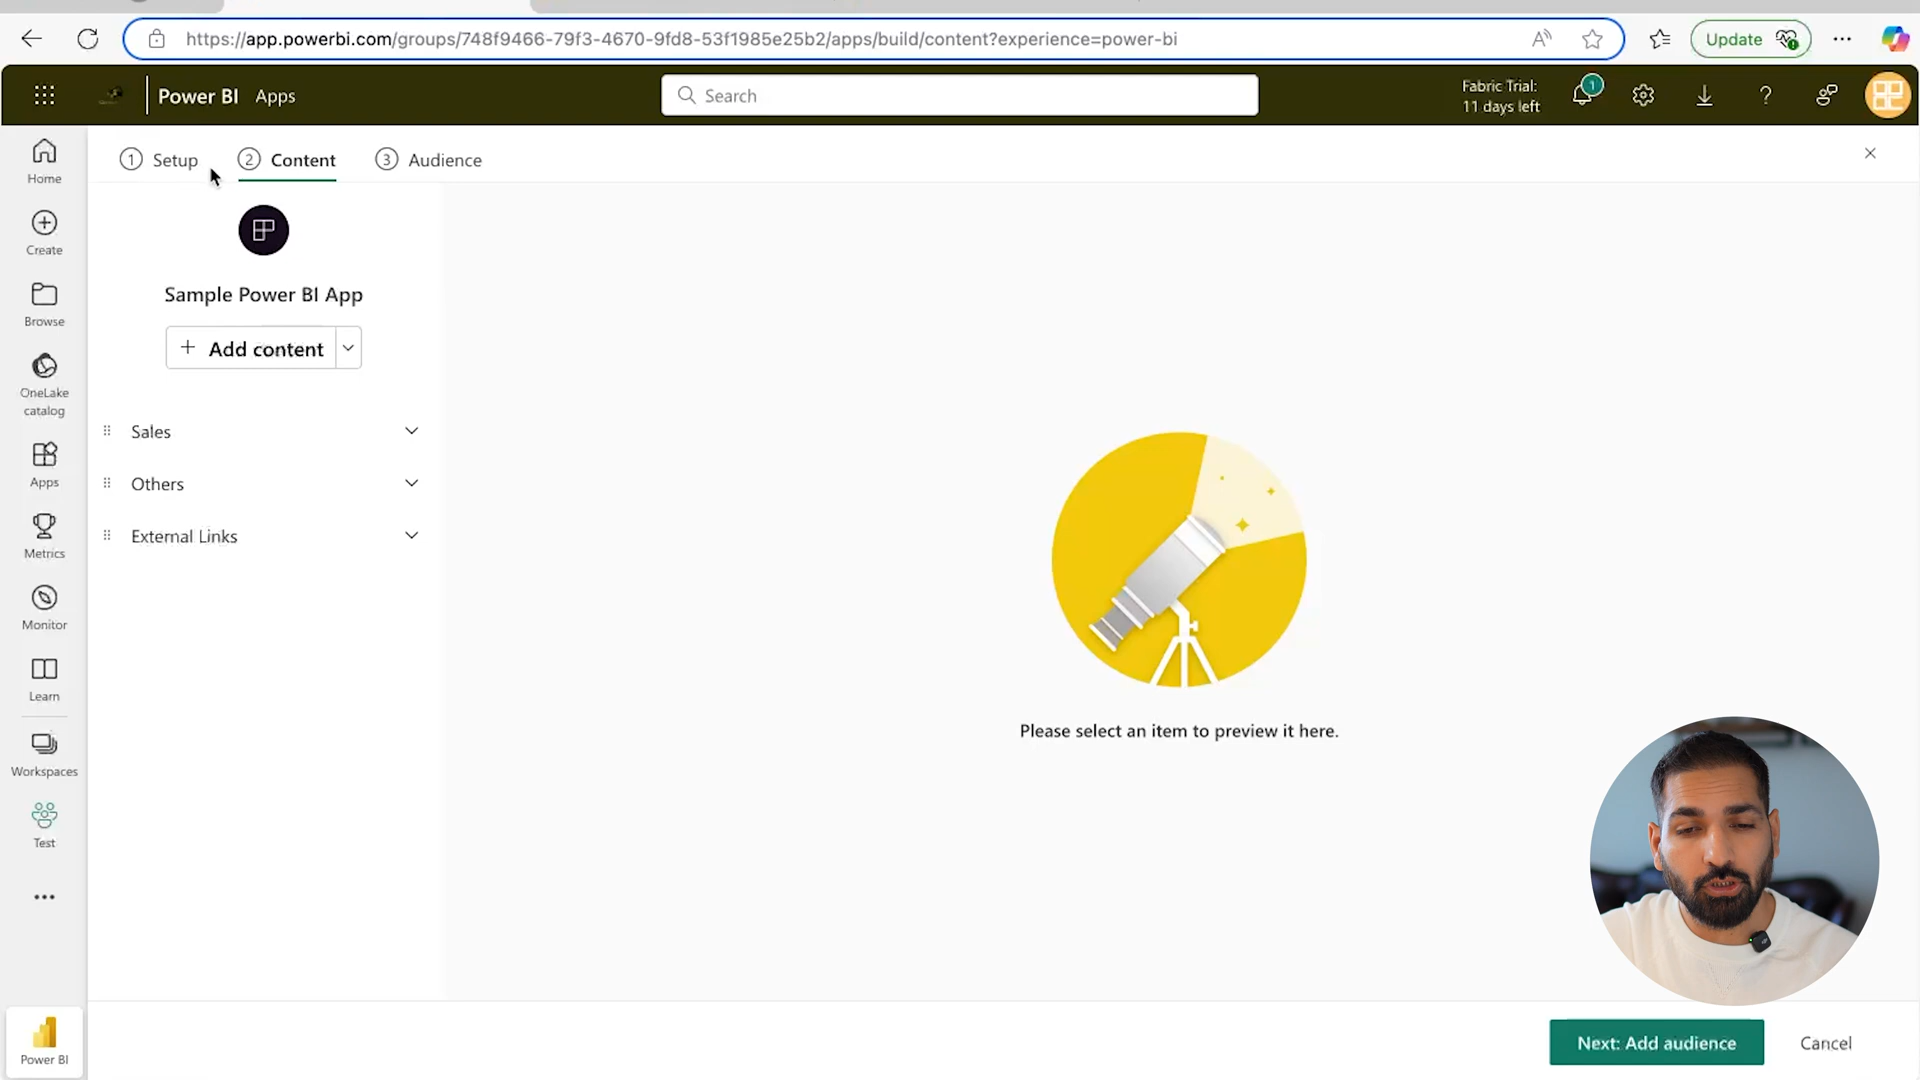 https://app.powerbi.com/groups/748f9466-79f3-4670-9fd8-53f1985e25b2/apps/build/content?experience=power-bi
Update
Power BI Apps
Search
Fabric Trial:
11 days left
1
?
Home
Create
Browse
OneLake
catalog
Apps
Metrics
Monitor
Learn
Workspaces
Test
Power BI
1 Setup
2 Content
3 Audience
Sample Power BI App
+ Add content
Sales
Others
External Links
Please select an item to preview it here.
Next: Add audience
Cancel